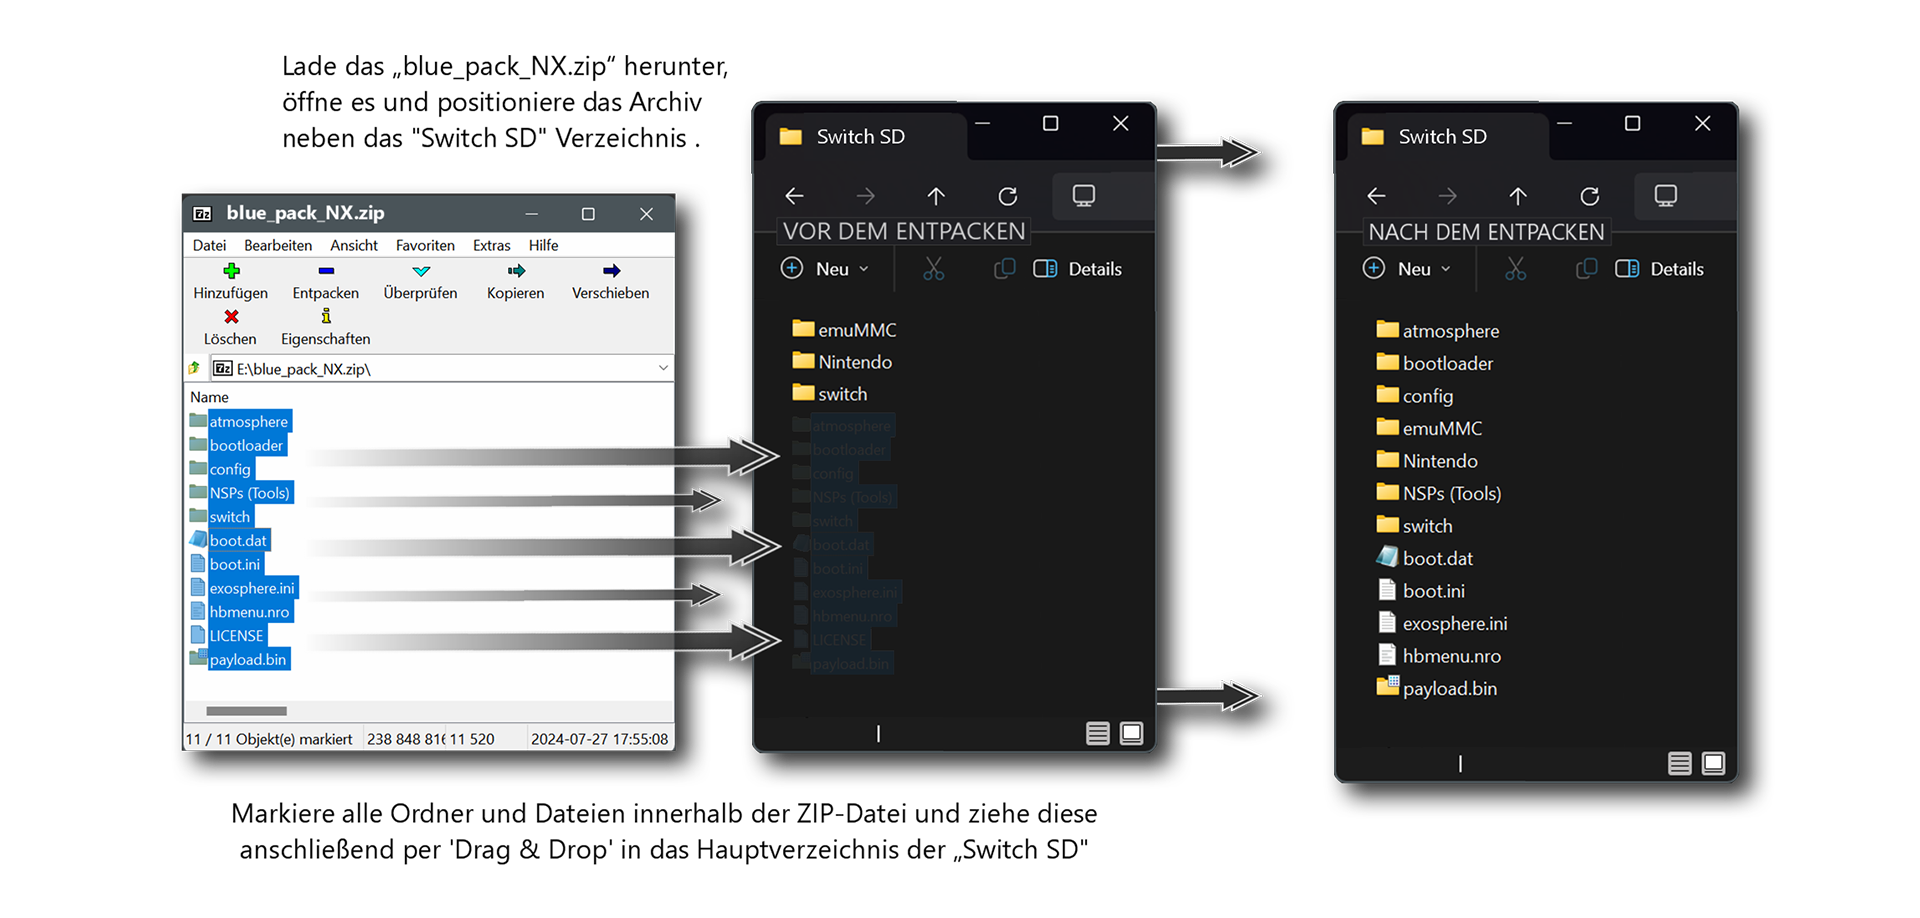 Lade das „blue_pack_NX.zip“ herunter,
öffne es und positioniere das Archiv
neben das "Switch SD" Verzeichnis .
blue_pack_NX.zip
Datei Bearbeiten Ansicht Favoriten Extras Hilfe
Hinzufügen Entpacken Überprüfen Kopieren Verschieben
Löschen Eigenschaften
E:\blue_pack_NX.zip\
Name
atmosphere
bootloader
config
NSPs (Tools)
switch
boot.dat
boot.ini
exosphere.ini
hbmenu.nro
LICENSE
payload.bin
11 / 11 Objekt(e) markiert 238 848 816 11 520 2024-07-27 17:55:08
Switch SD
VOR DEM ENTPACKEN
Neu Details
emuMMC
Nintendo
switch
atmosphere
bootloader
config
NSPs (Tools)
switch
boot.dat
boot.ini
exosphere.ini
hbmenu.nro
LICENSE
payload.bin
Switch SD
NACH DEM ENTPACKEN
Neu Details
atmosphere
bootloader
config
emuMMC
Nintendo
NSPs (Tools)
switch
boot.dat
boot.ini
exosphere.ini
hbmenu.nro
payload.bin
Markiere alle Ordner und Dateien innerhalb der ZIP-Datei und ziehe diese
anschließend per 'Drag & Drop' in das Hauptverzeichnis der „Switch SD"